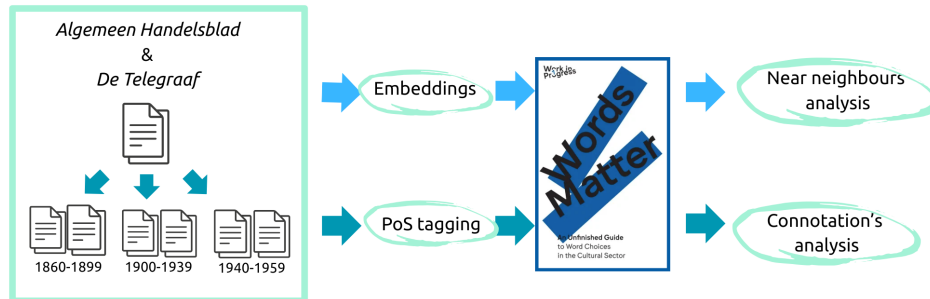 Algemeen Handelsblad
&
De Telegraaf
1860-1899
1900-1939
1940-1959
Embeddings
PoS tagging
Work in
Progress
Words
Matter
An Unfinished Guide
to Word Choices
in the Cultural Sector
Near neighbours
analysis
Connotation's
analysis